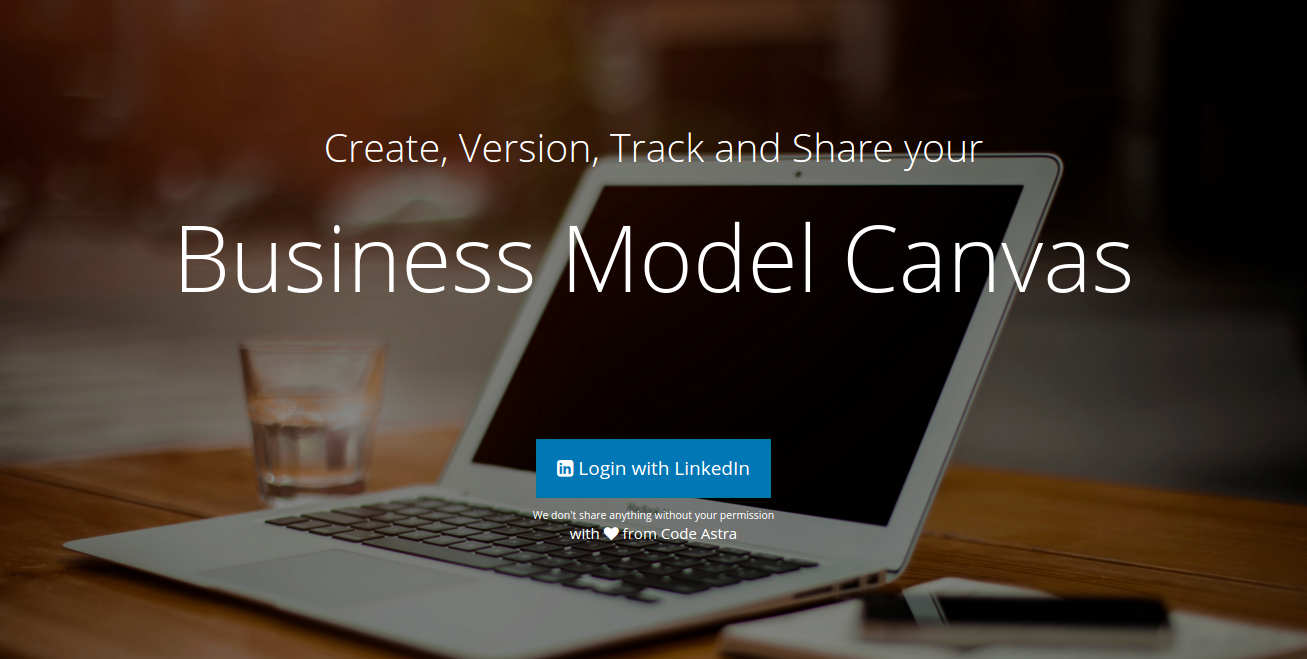 Create, Version, Track and Share your
Business Model Canvas
in Login with LinkedIn
We don't share anything without your permission
with ♥ from Code Astra